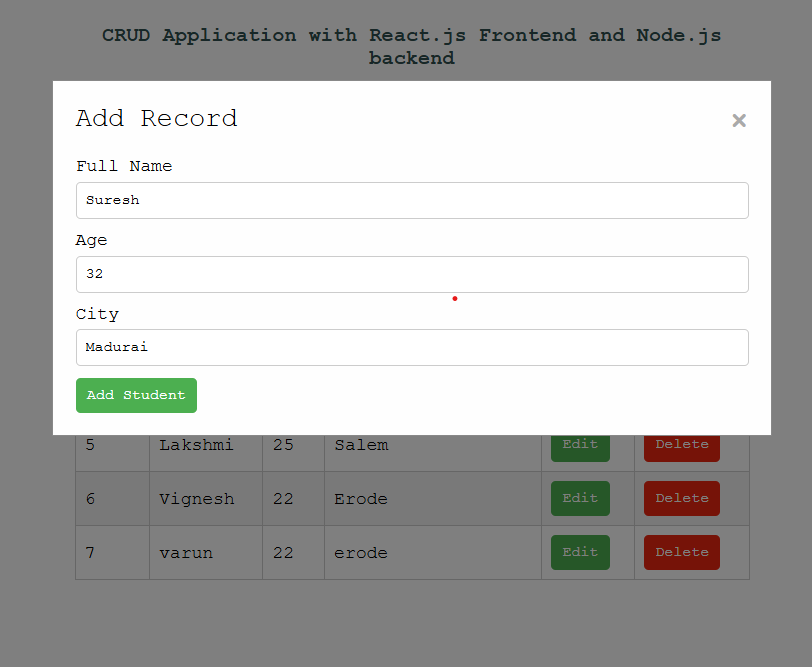 CRUD Application with React.js Frontend and Node.js
backend
Add Record ×
Full Name
Suresh
Age
32
City
Madurai
Add Student
5 Lakshmi 25 Salem Edit Delete
6 Vignesh 22 Erode Edit Delete
7 varun 22 erode Edit Delete